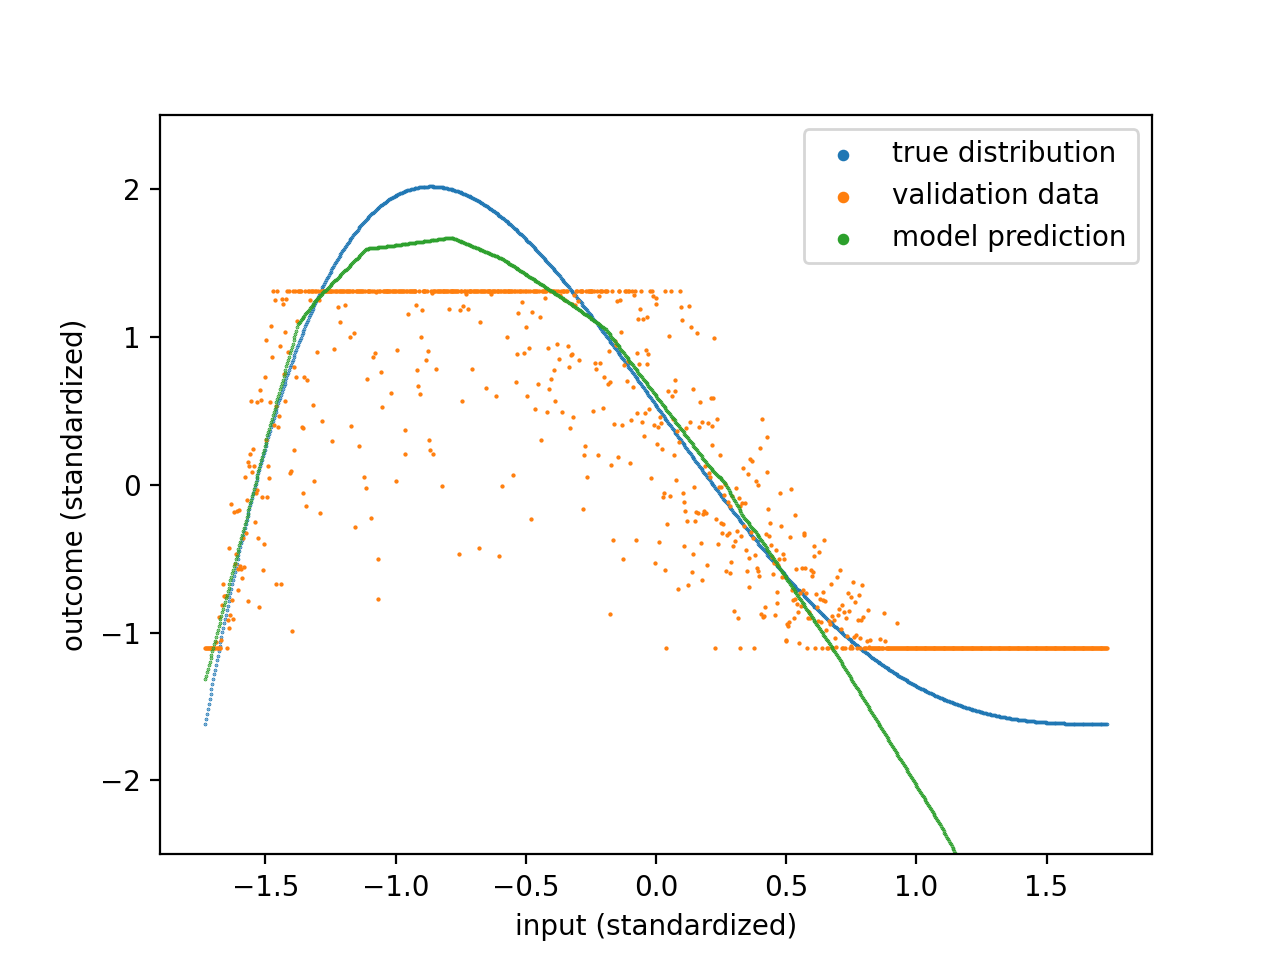 true distribution
validation data
model prediction
2
1
0
−1
−2
outcome (standardized)
−1.5 −1.0 −0.5 0.0 0.5 1.0 1.5
input (standardized)